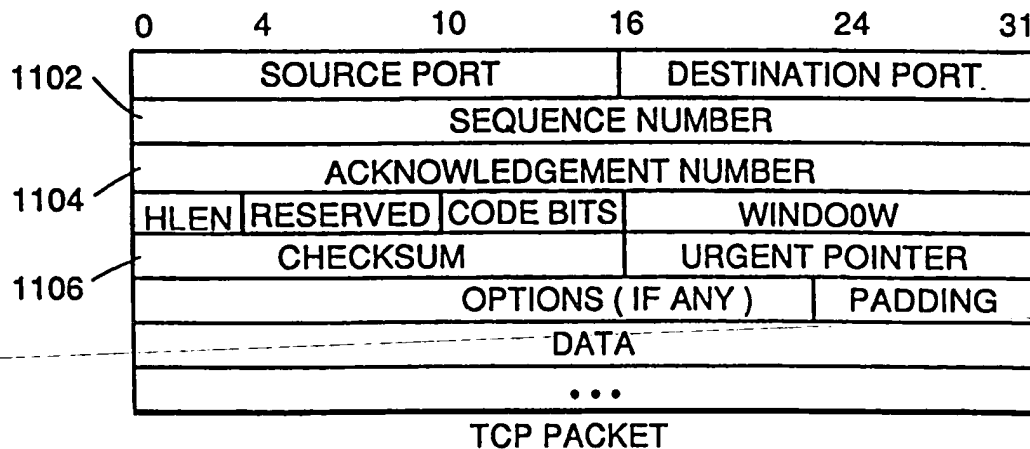 0 4 10 16 24 31
1102 SOURCE PORT DESTINATION PORT.
SEQUENCE NUMBER
1104 ACKNOWLEDGEMENT NUMBER
HLEN RESERVED CODE BITS WINDO0W
1106 CHECKSUM URGENT POINTER
OPTIONS ( IF ANY ) PADDING
DATA
•••
TCP PACKET